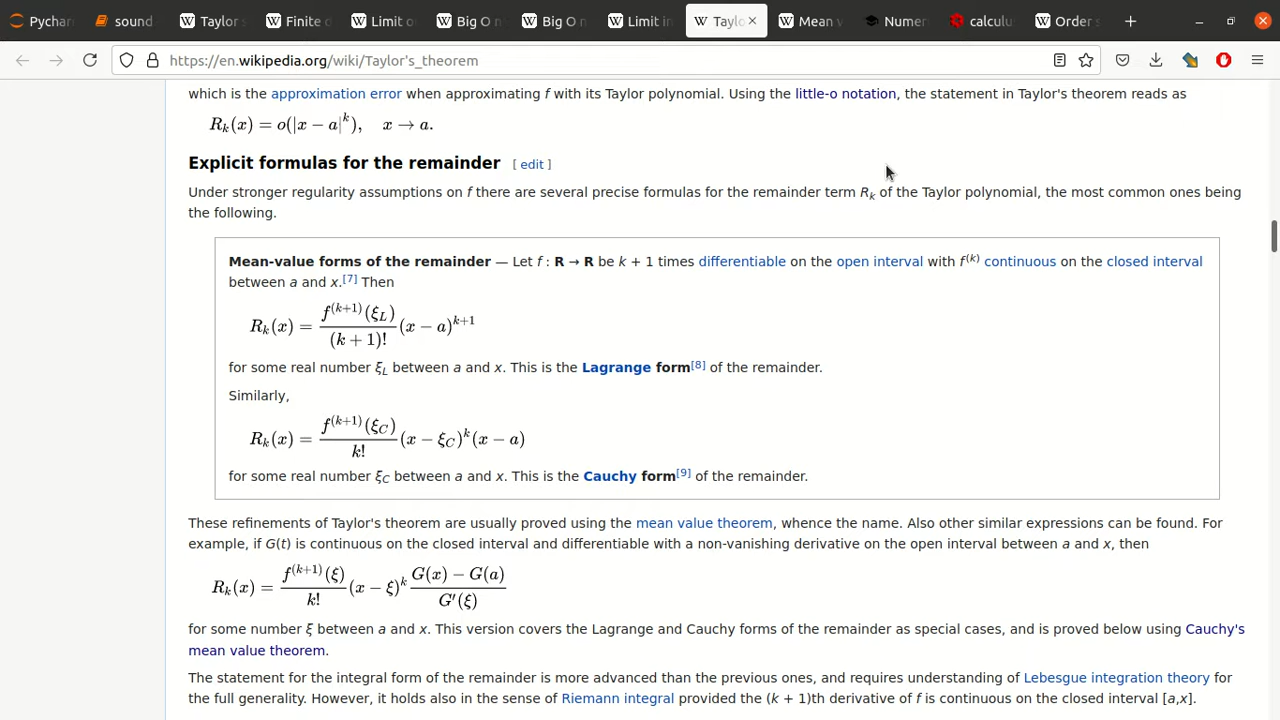 Pychar sound Taylor s Finite d Limit o Big O n Big O n Limit in Taylo Mean v Numer calculu Order s
https://en.wikipedia.org/wiki/Taylor's_theorem
which is the approximation error when approximating f with its Taylor polynomial. Using the little-o notation, the statement in Taylor's theorem reads as
R_k(x) = o(|x − a|^k), x → a.
Explicit formulas for the remainder [ edit ]
Under stronger regularity assumptions on f there are several precise formulas for the remainder term R_k of the Taylor polynomial, the most common ones being
the following.
Mean-value forms of the remainder — Let f : R → R be k + 1 times differentiable on the open interval with f^(k) continuous on the closed interval
between a and x.[7] Then
R_k(x) = f^(k+1)(ξ_L) / (k + 1)! (x − a)^(k+1)
for some real number ξ_L between a and x. This is the Lagrange form[8] of the remainder.
Similarly,
R_k(x) = f^(k+1)(ξ_C) / k! (x − ξ_C)^k (x − a)
for some real number ξ_C between a and x. This is the Cauchy form[9] of the remainder.
These refinements of Taylor's theorem are usually proved using the mean value theorem, whence the name. Also other similar expressions can be found. For
example, if G(t) is continuous on the closed interval and differentiable with a non-vanishing derivative on the open interval between a and x, then
R_k(x) = f^(k+1)(ξ) / k! (x − ξ)^k (G(x) − G(a)) / G′(ξ)
for some number ξ between a and x. This version covers the Lagrange and Cauchy forms of the remainder as special cases, and is proved below using Cauchy's
mean value theorem.
The statement for the integral form of the remainder is more advanced than the previous ones, and requires understanding of Lebesgue integration theory for
the full generality. However, it holds also in the sense of Riemann integral provided the (k + 1)th derivative of f is continuous on the closed interval [a,x].